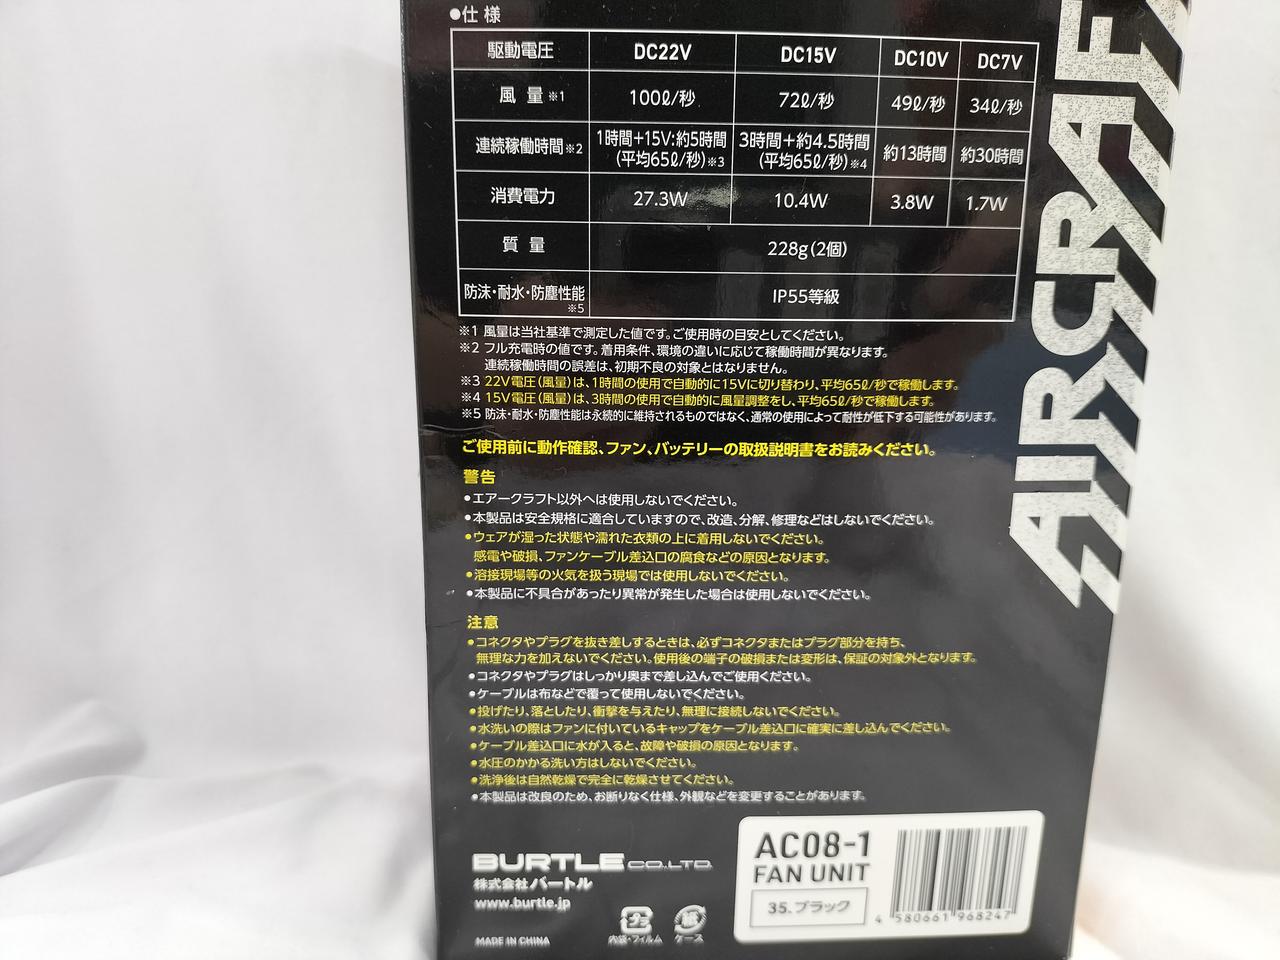 ●仕様
駆動電圧 DC22V DC15V DC10V DC7V
風量※1 100ℓ/秒 72ℓ/秒 49ℓ/秒 34ℓ/秒
連続稼働時間※2 1時間+15V:約5時間 (平均65ℓ/秒)※3 3時間+約4.5時間 (平均65ℓ/秒)※4 約13時間 約30時間
消費電力 27.3W 10.4W 3.8W 1.7W
質量 228g(2個)
防沫・耐水・防塵性能※5 IP55等級
※1 風量は当社基準で測定した値です。ご使用時の目安としてください。
※2 フル充電時の値です。着用条件、環境の違いに応じて稼働時間が異なります。
連続稼働時間の誤差は、初期不良の対象とはなりません。
※3 22V電圧(風量)は、1時間の使用で自動的に15Vに切り替わり、平均65ℓ/秒で稼働します。
※4 15V電圧(風量)は、3時間の使用で自動的に風量調整をし、平均65ℓ/秒で稼働します。
※5 防沫・耐水・防塵性能は永続的に維持されるものではなく、通常の使用によって耐性が低下する可能性があります。
ご使用前に動作確認、ファン、バッテリーの取扱説明書をお読みください。
警告
●エアークラフト以外へは使用しないでください。
●本製品は安全規格に適合していますので、改造、分解、修理などはしないでください。
●ウェアが湿った状態や濡れた衣類の上に着用しないでください。
感電や破損、ファンケーブル差込口の腐食などの原因となります。
●溶接現場等の火気を扱う現場では使用しないでください。
●本製品に不具合があったり異常が発生した場合は使用しないでください。
注意
●コネクタやプラグを抜き差しするときは、必ずコネクタまたはプラグ部分を持ち、
無理な力を加えないでください。使用後の端子の破損または変形は、保証の対象外となります。
●コネクタやプラグはしっかり奥まで差し込んでご使用ください。
●ケーブルは布などで覆って使用しないでください。
●投げたり、落としたり、衝撃を与えたり、無理に接続しないでください。
●水洗いの際はファンに付いているキャップをケーブル差込口に確実に差し込んでください。
●ケーブル差込口に水が入ると、故障や破損の原因となります。
●水圧のかかる洗い方はしないでください。
●洗浄後は自然乾燥で完全に乾燥させてください。
●本製品は改良のため、お断りなく仕様、外観などを変更することがあります。
BURTLE CO.,LTD.
株式会社バートル
www.burtle.jp
MADE IN CHINA
プラ
内袋・フィルム
紙
ケース
AC08-1
FAN UNIT
35.ブラック
4 580661 968247
AIRCRAF